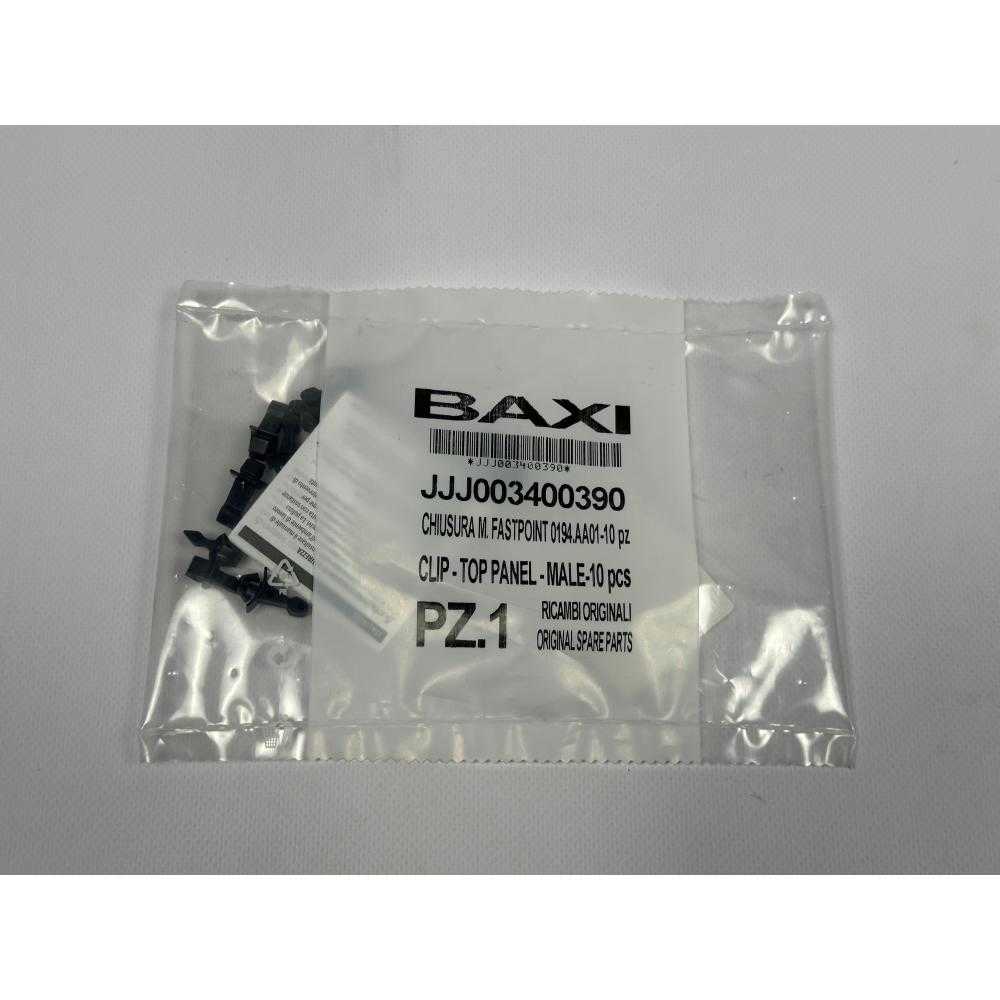 BAXI
*JJJ003400390*
JJJ003400390
CHIUSURA M. FASTPOINT 0194.AA01-10 pz
CLIP - TOP PANEL - MALE-10 pcs
PZ.1
RICAMBI ORIGINALI
ORIGINAL SPARE PARTS